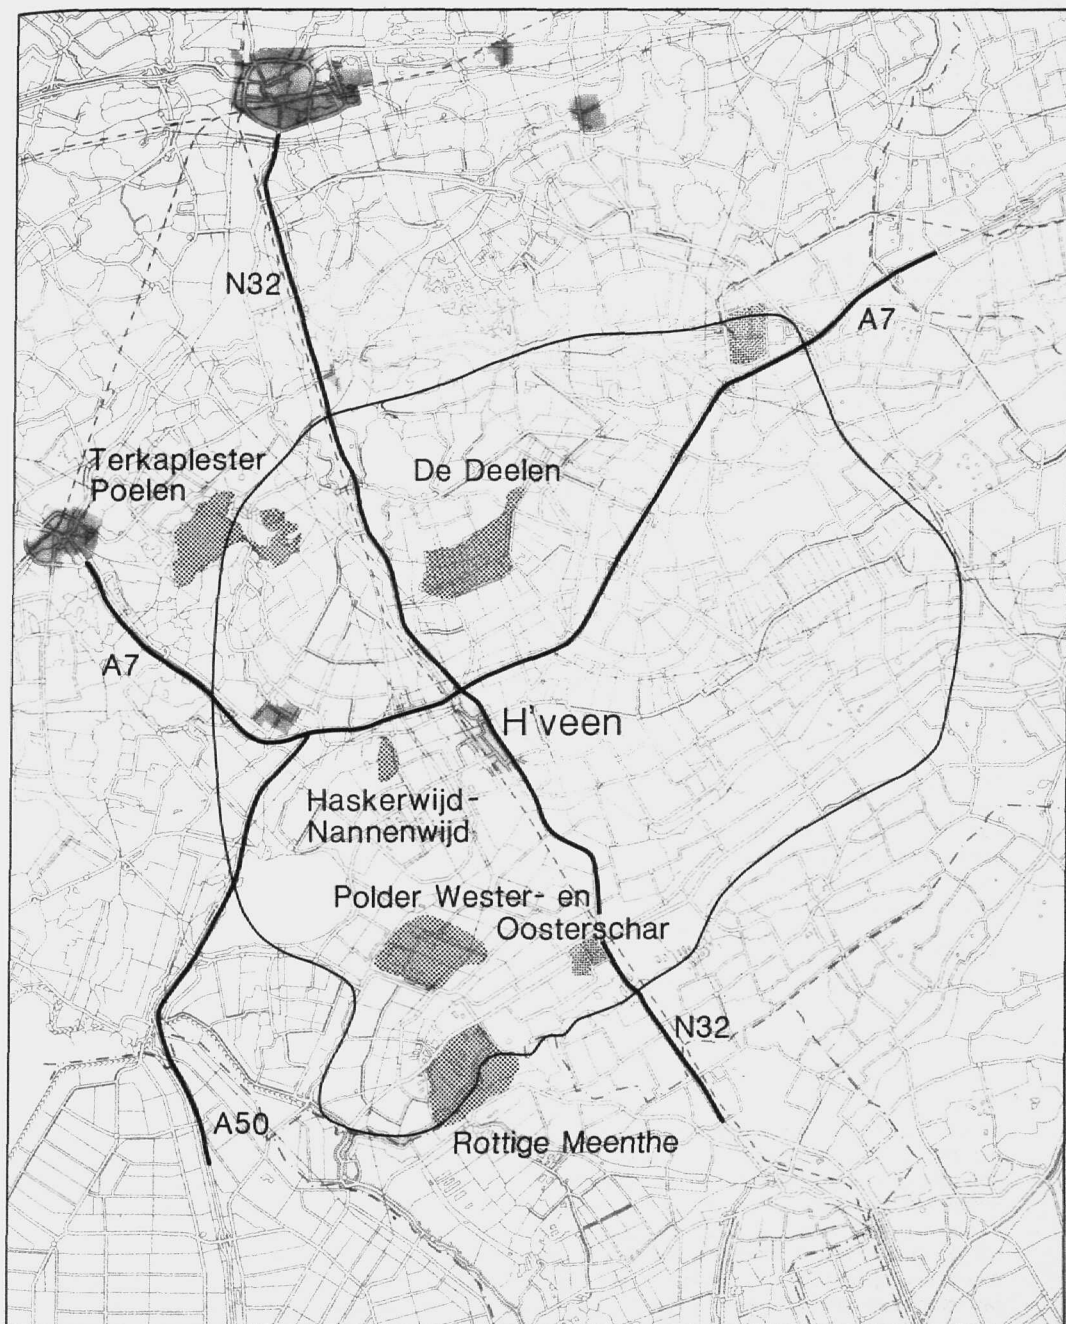 N32
A7
Terkaplester
Poelen
De Deelen
A7
H'veen
Haskerwijd-
Nannenwijd
Polder Wester- en
Oosterschar
N32
A50
Rottige Meenthe